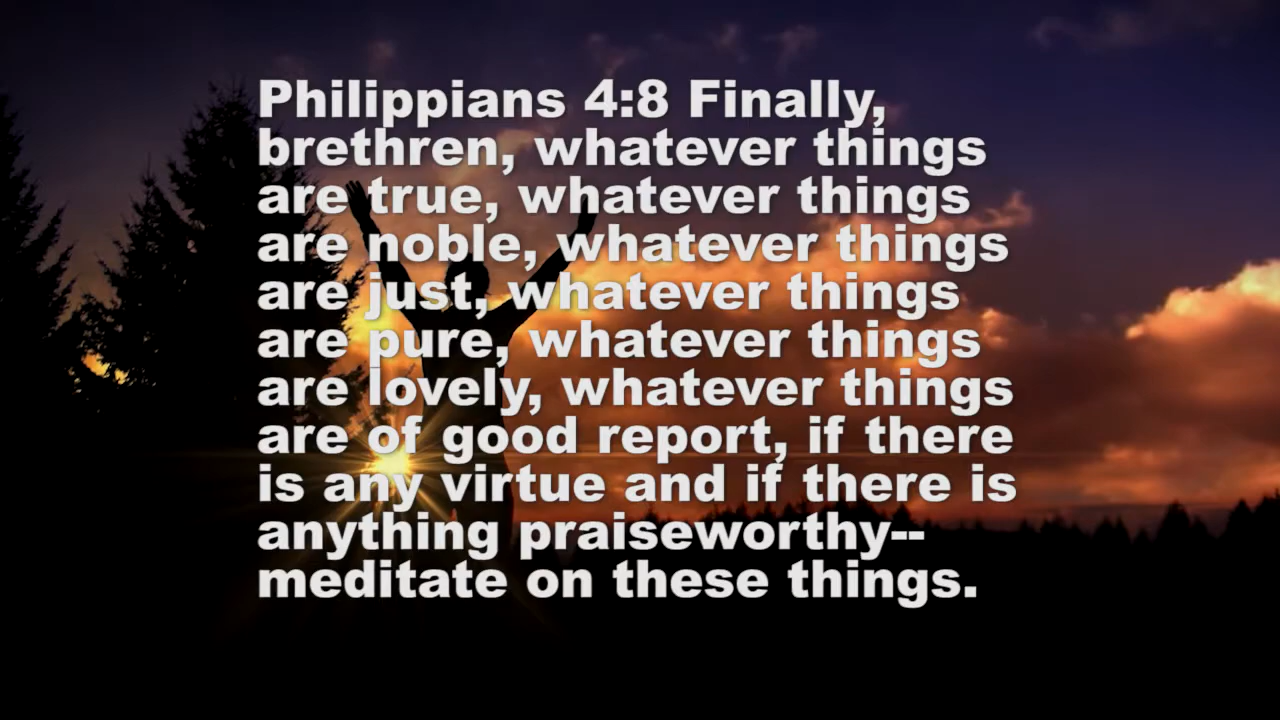 Philippians 4:8 Finally,
brethren, whatever things
are true, whatever things
are noble, whatever things
are just, whatever things
are pure, whatever things
are lovely, whatever things
are of good report, if there
is any virtue and if there is
anything praiseworthy--
meditate on these things.